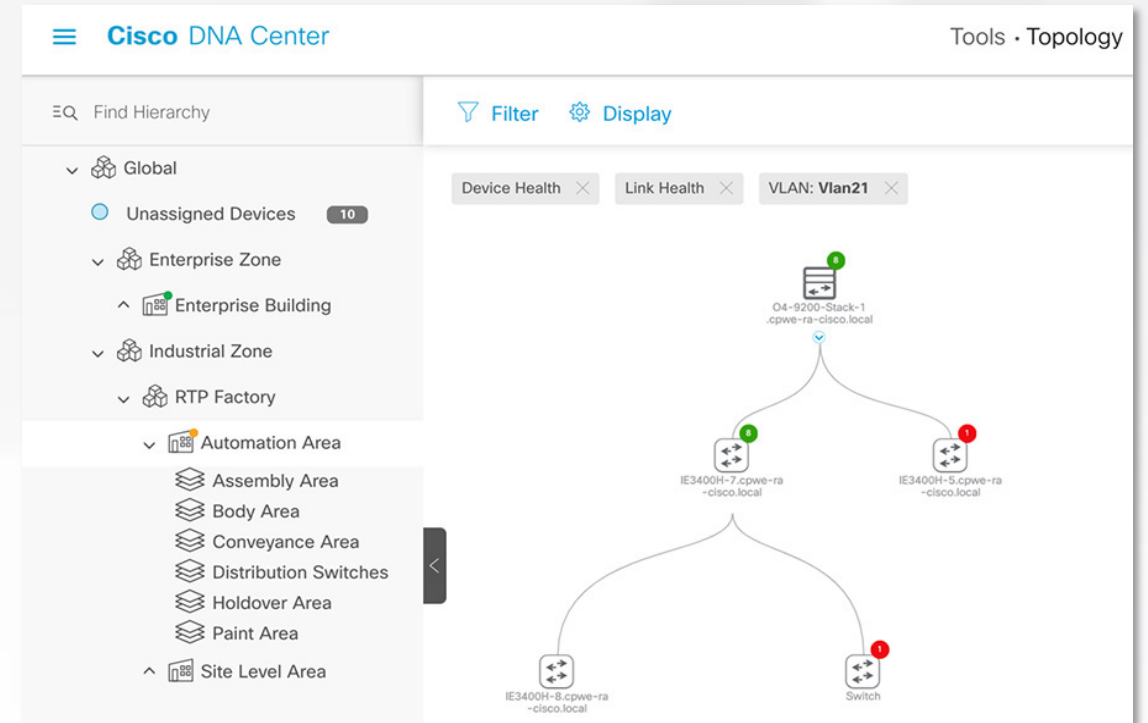 Cisco DNA Center
Tools · Topology
Find Hierarchy
Filter
Display
Global
Unassigned Devices 10
Enterprise Zone
Enterprise Building
Industrial Zone
RTP Factory
Automation Area
Assembly Area
Body Area
Conveyance Area
Distribution Switches
Holdover Area
Paint Area
Site Level Area
Device Health
Link Health
VLAN: Vlan21
8
O4-9200-Stack-1
.cpwe-ra-cisco.local
8
IE3400H-7.cpwe-ra
-cisco.local
1
IE3400H-5.cpwe-ra
-cisco.local
IE3400H-8.cpwe-ra
-cisco.local
1
Switch